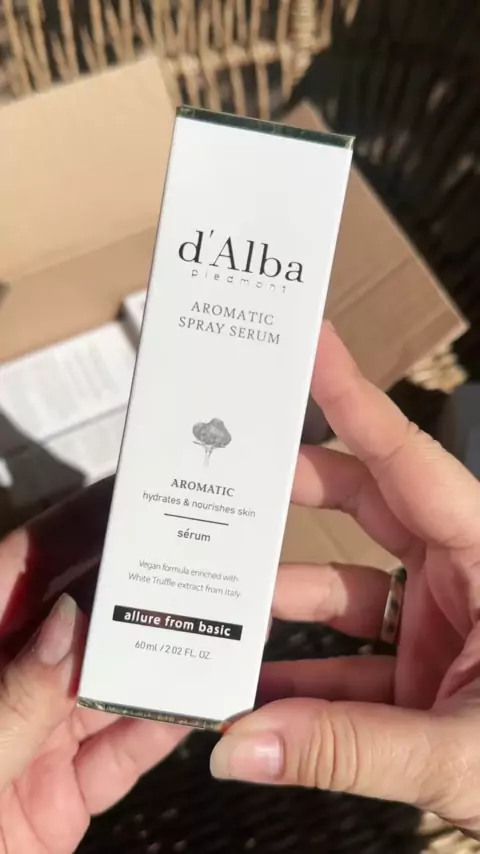 d'Alba
piedmont
AROMATIC
SPRAY SERUM
AROMATIC
hydrates & nourishes skin
sérum
Vegan formula enriched with
White Truffle extract from Italy
allure from basic
60ml / 2.02 FL. OZ.